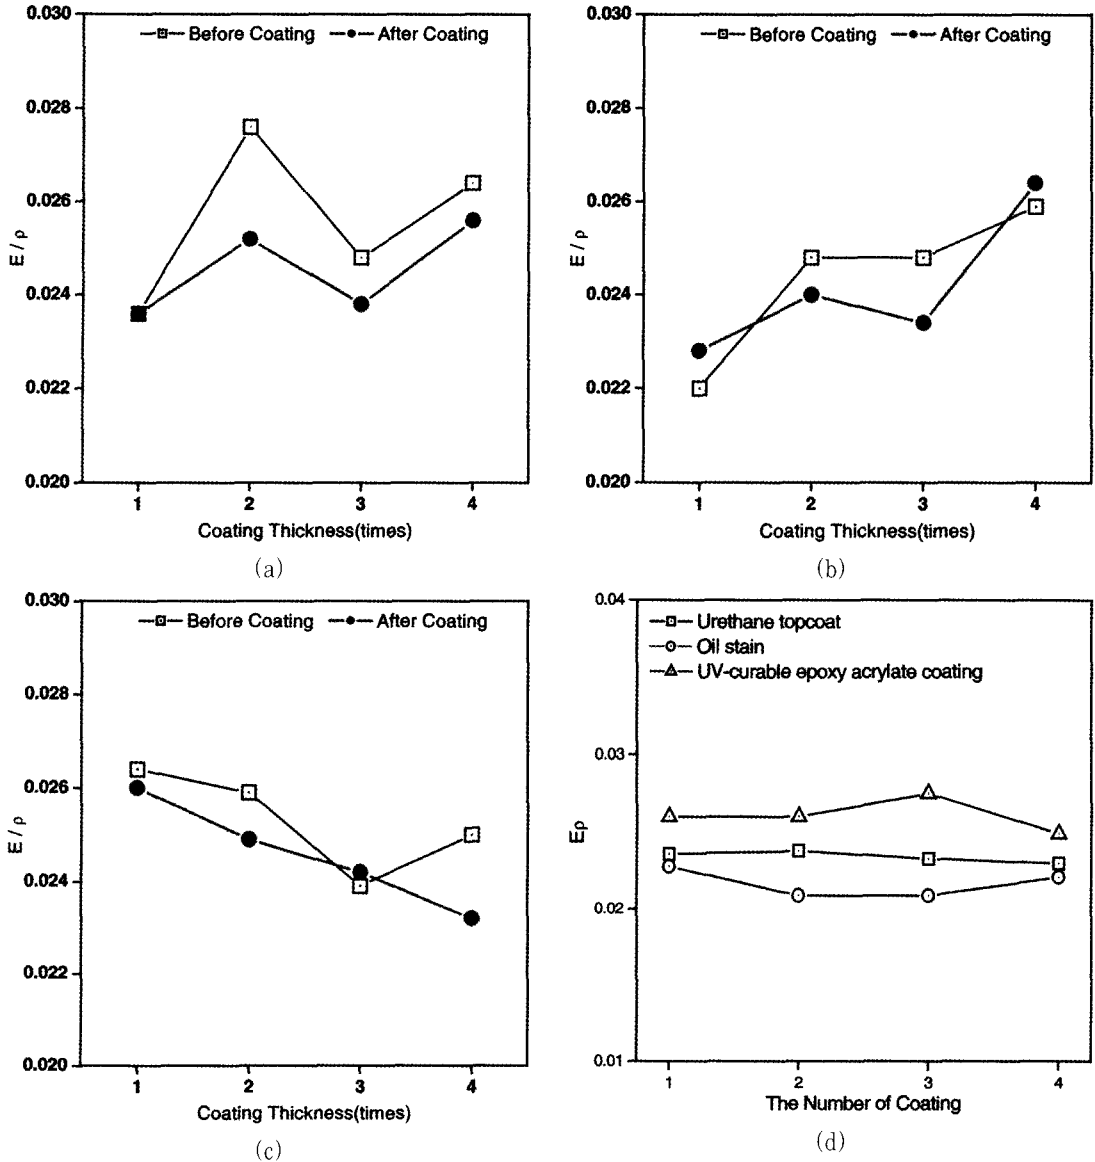 0.030
Before Coating After Coating
0.028
0.026
E / ρ
0.024
0.022
0.020
1 2 3 4
Coating Thickness(times)
(a)
0.030
Before Coating After Coating
0.028
0.026
E / ρ
0.024
0.022
0.020
1 2 3 4
Coating Thickness(times)
(b)
0.030
Before Coating After Coating
0.028
0.026
E / ρ
0.024
0.022
0.020
1 2 3 4
Coating Thickness(times)
(c)
0.04
Urethane topcoat
Oil stain
UV-curable epoxy acrylate coating
0.03
Eρ
0.02
0.01
1 2 3 4
The Number of Coating
(d)